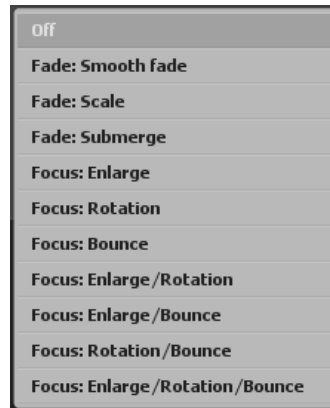 Off
Fade: Smooth fade
Fade: Scale
Fade: Submerge
Focus: Enlarge
Focus: Rotation
Focus: Bounce
Focus: Enlarge/Rotation
Focus: Enlarge/Bounce
Focus: Rotation/Bounce
Focus: Enlarge/Rotation/Bounce